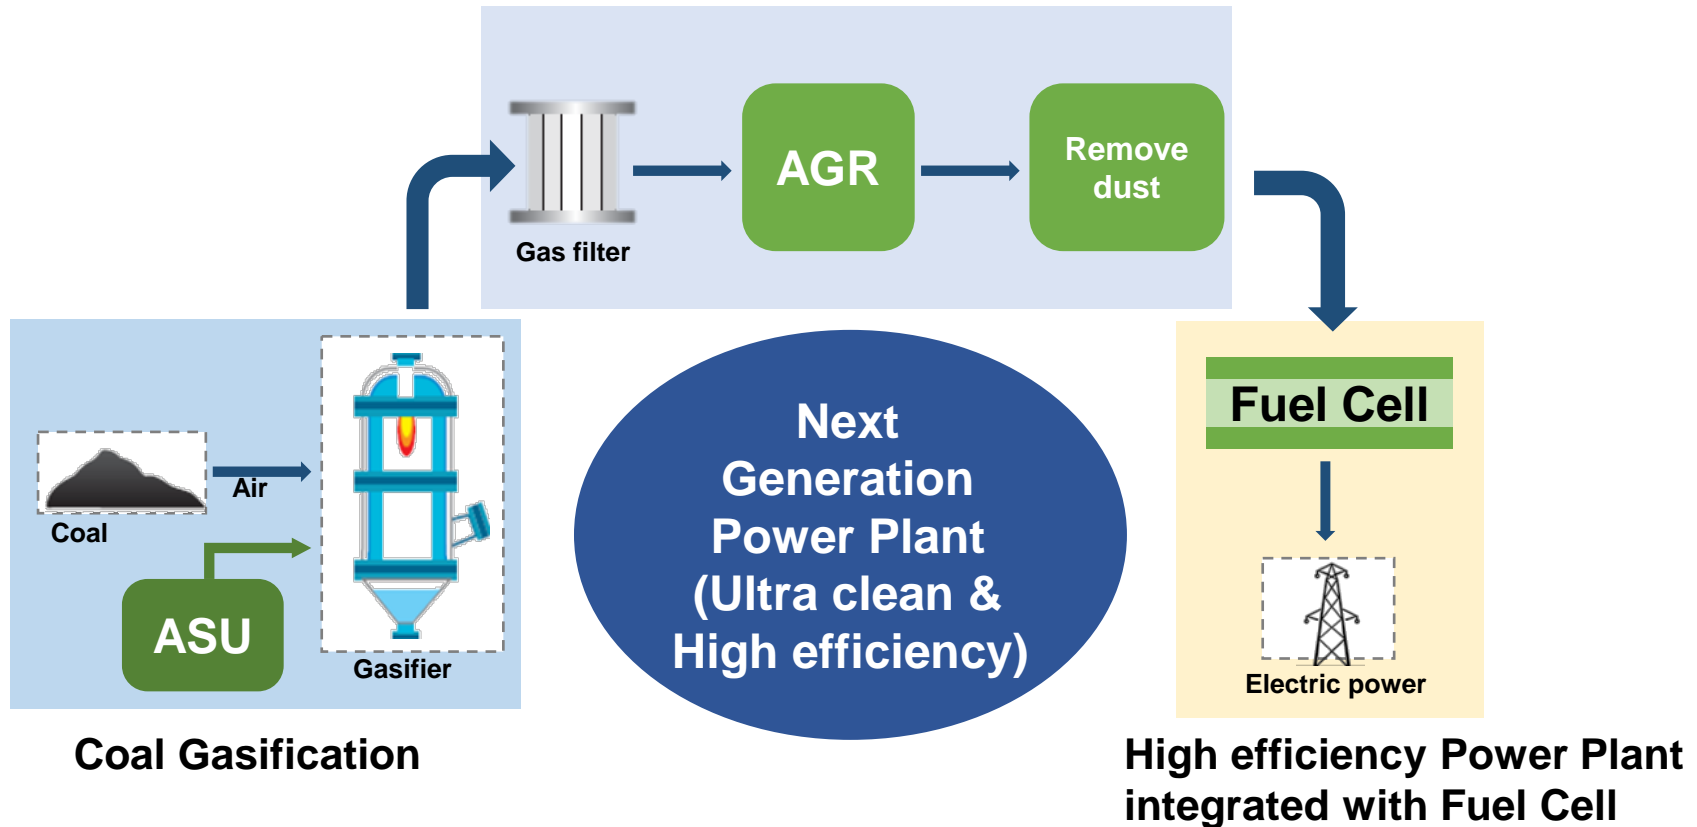 AGR
Remove
dust
Gas filter
Air
Coal
ASU
Gasifier
Coal Gasification
Next
Generation
Power Plant
(Ultra clean &
High efficiency)
Fuel Cell
Electric power
High efficiency Power Plant
integrated with Fuel Cell